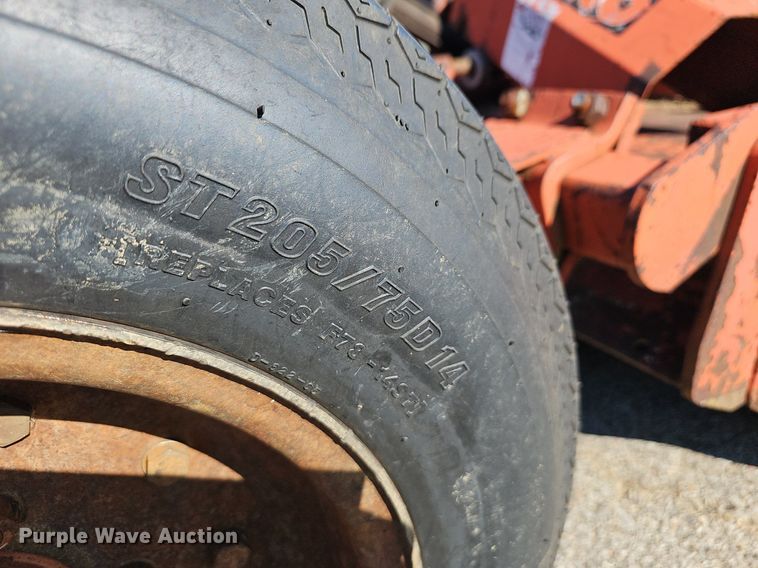 ST205/75D14
(REPLACES F78-14ST)
Purple Wave Auction